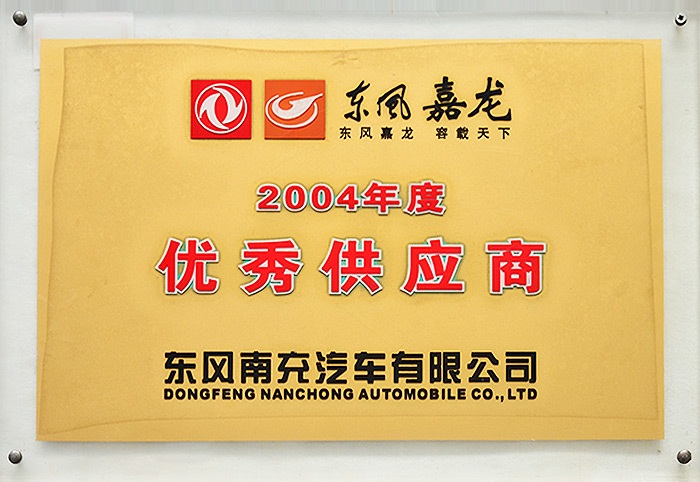 东风嘉龙
东风嘉龙 容载天下
2004年度
优秀供应商
东风南充汽车有限公司
DONGFENG NANCHONG AUTOMOBILE CO.,LTD